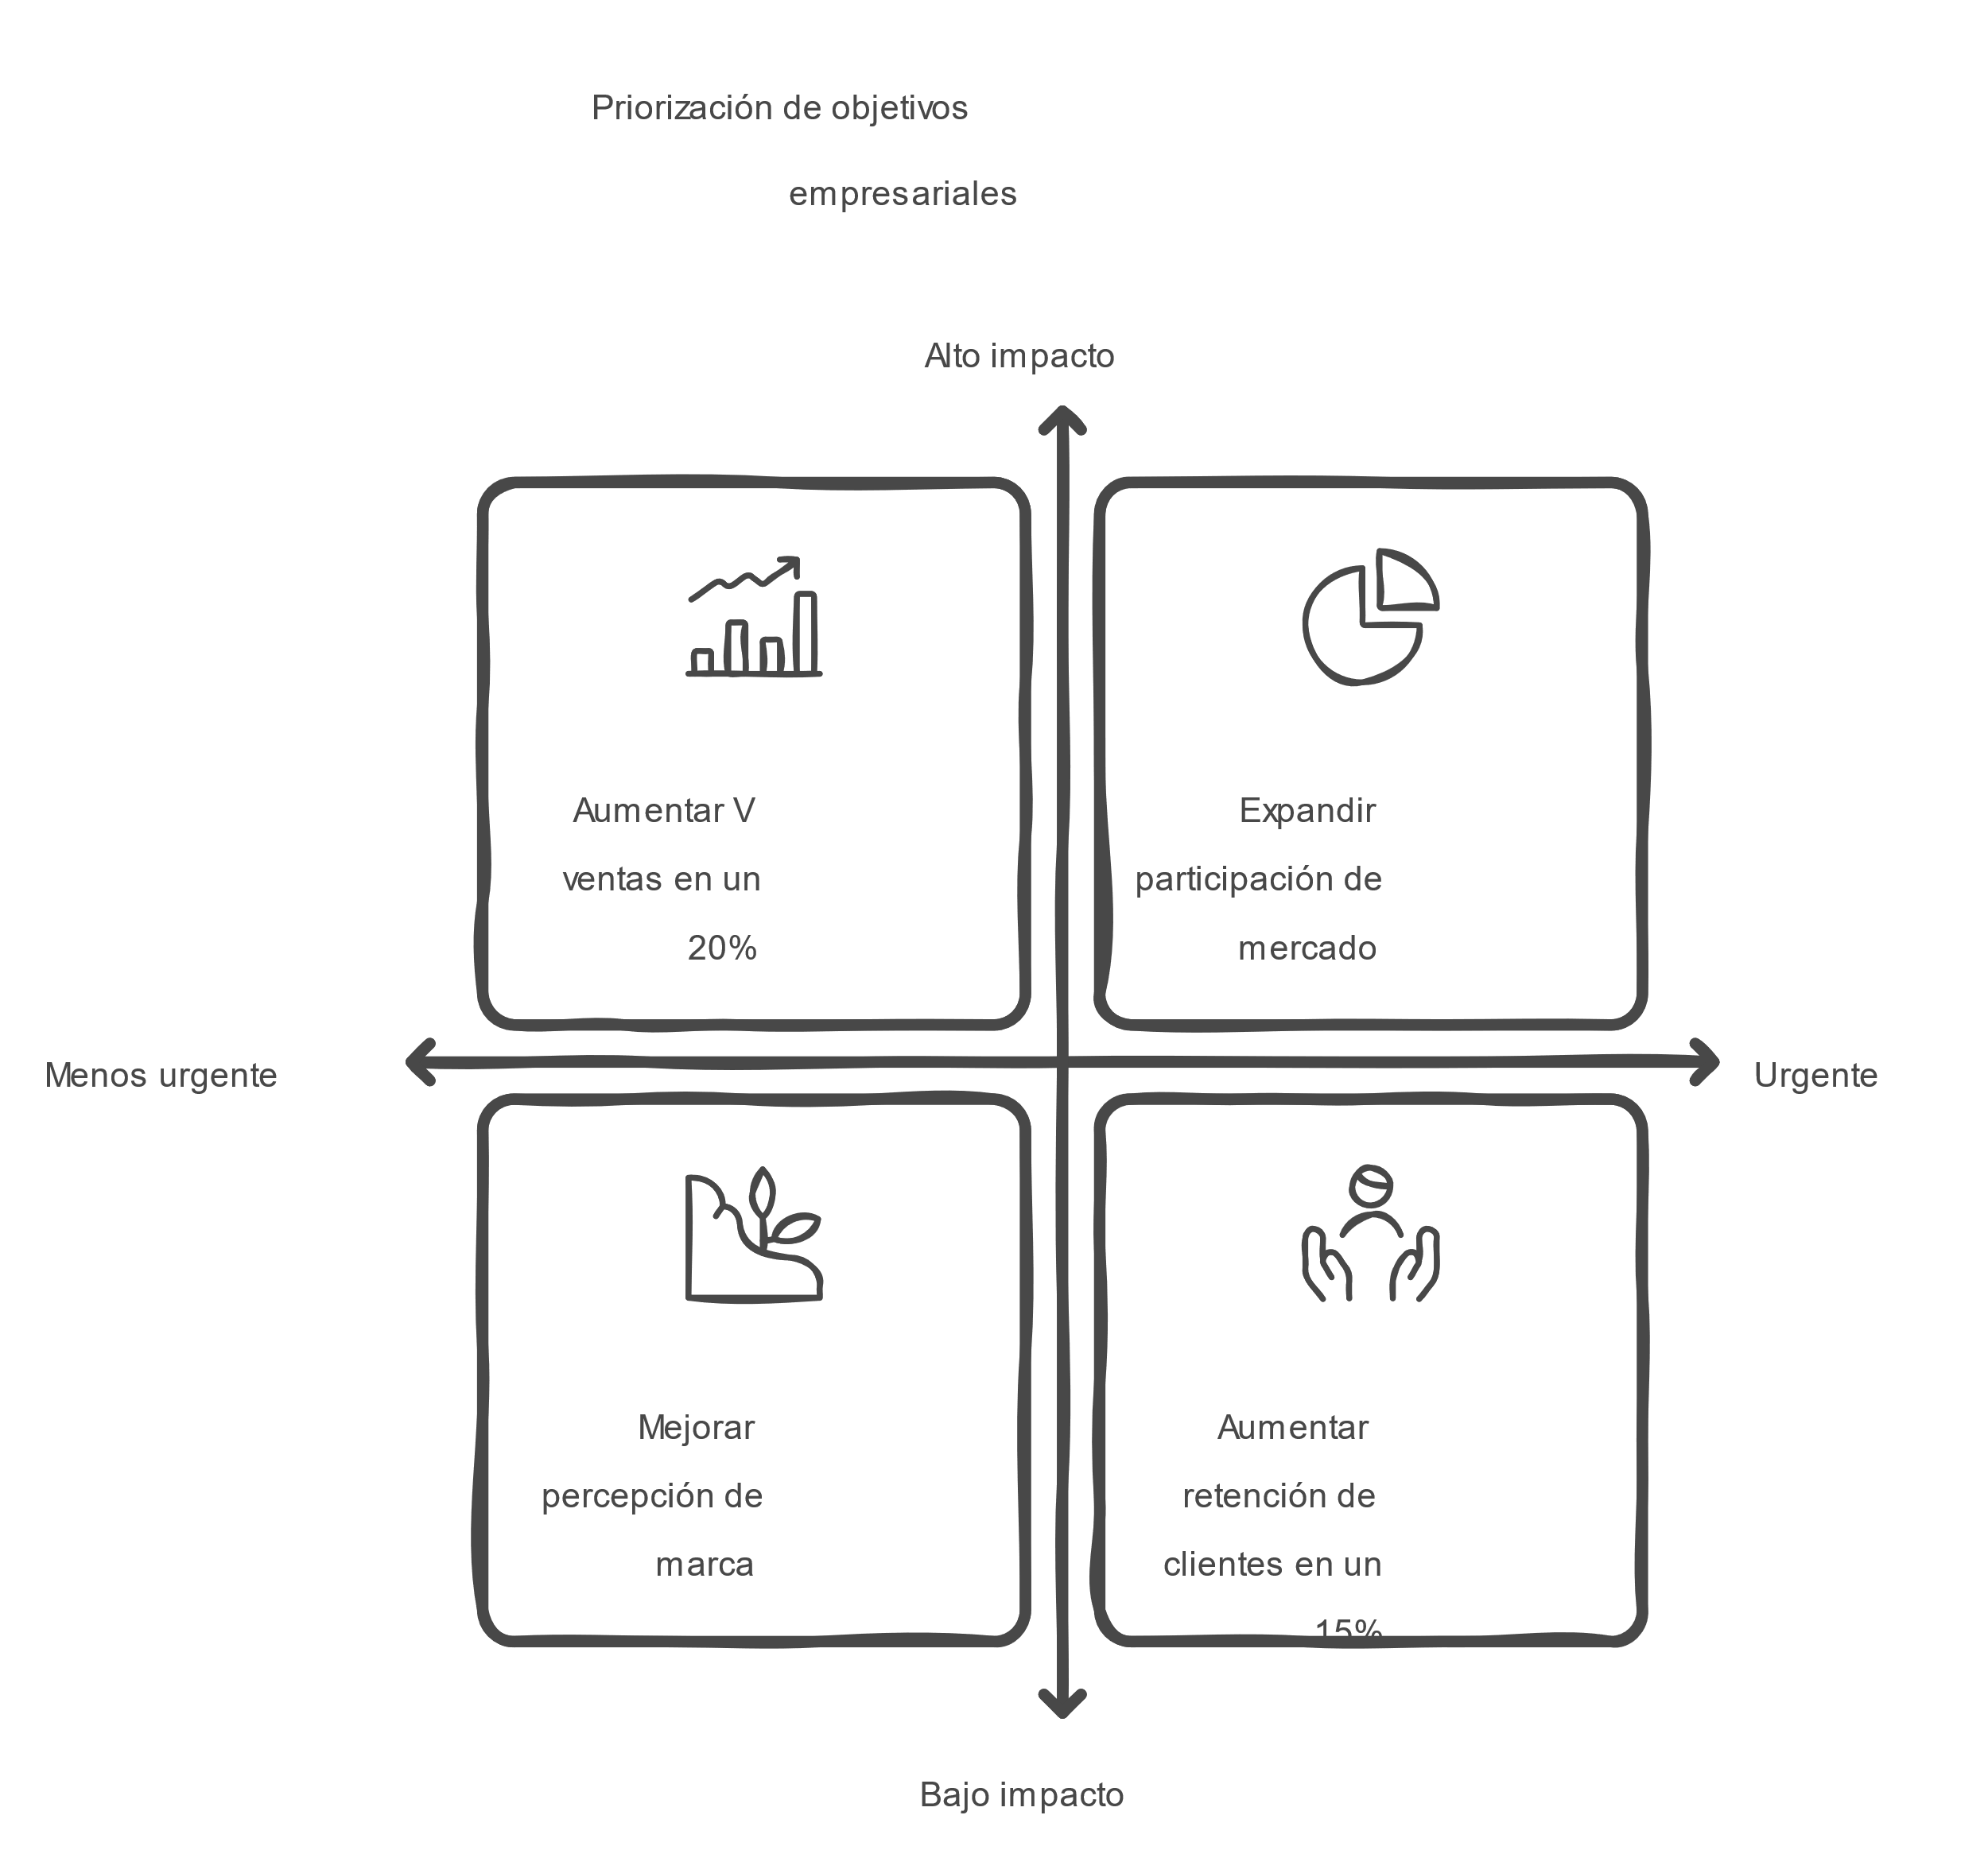 Priorización de objetivos
empresariales
Alto impacto
Aumentar V
ventas en un
20%
Expandir
participación de
mercado
Menos urgente
Urgente
Mejorar
percepción de
marca
Aumentar
retención de
clientes en un
15%
Bajo impacto